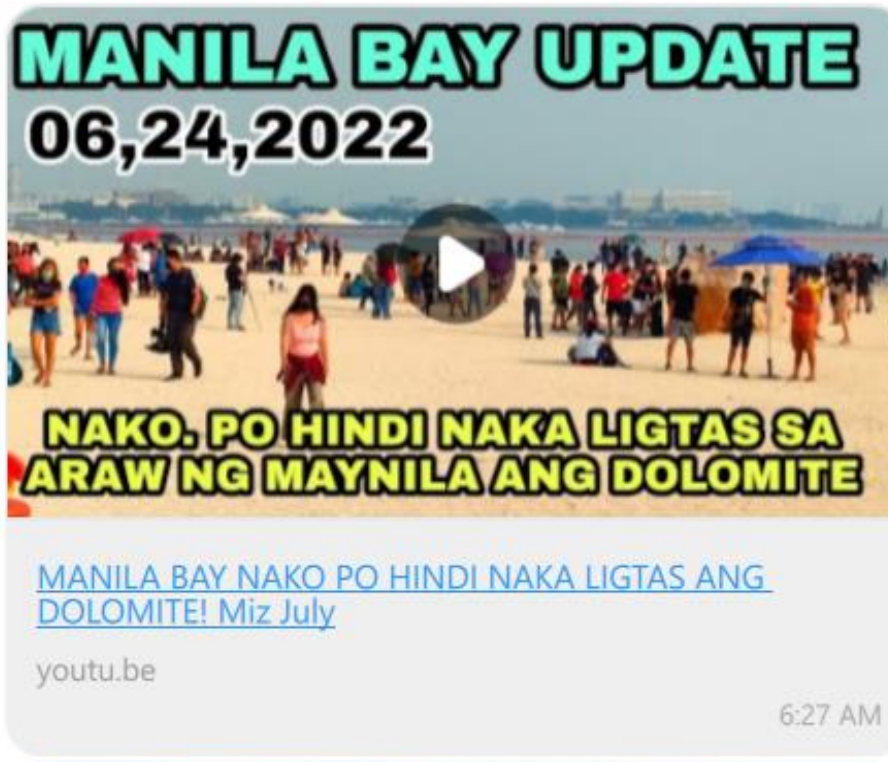 MANILA BAY UPDATE
06,24,2022
NAKO. PO HINDI NAKA LIGTAS SA
ARAW NG MAYNILA ANG DOLOMITE
MANILA BAY NAKO PO HINDI NAKA LIGTAS ANG
DOLOMITE! Miz July
youtu.be
6:27 AM